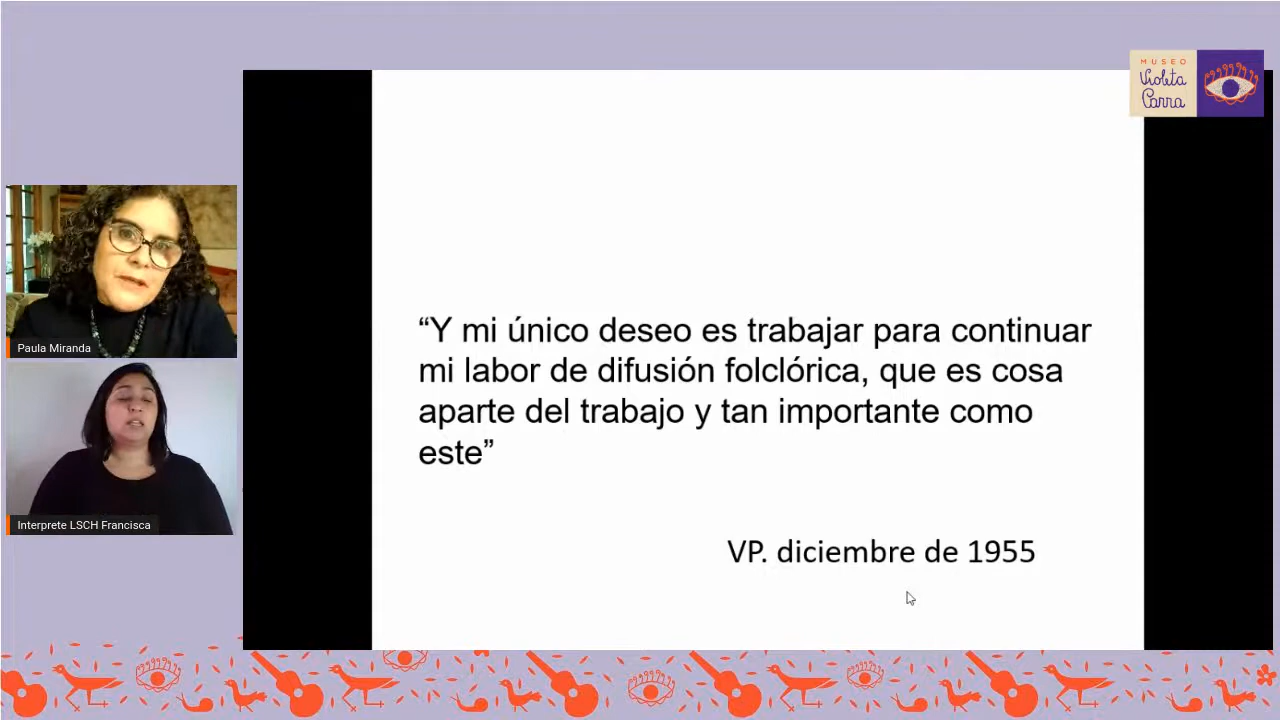 MUSEO
Violeta
Parra
Paula Miranda
Interprete LSCH Francisca
“Y mi único deseo es trabajar para continuar
mi labor de difusión folclórica, que es cosa
aparte del trabajo y tan importante como
este”
VP. diciembre de 1955